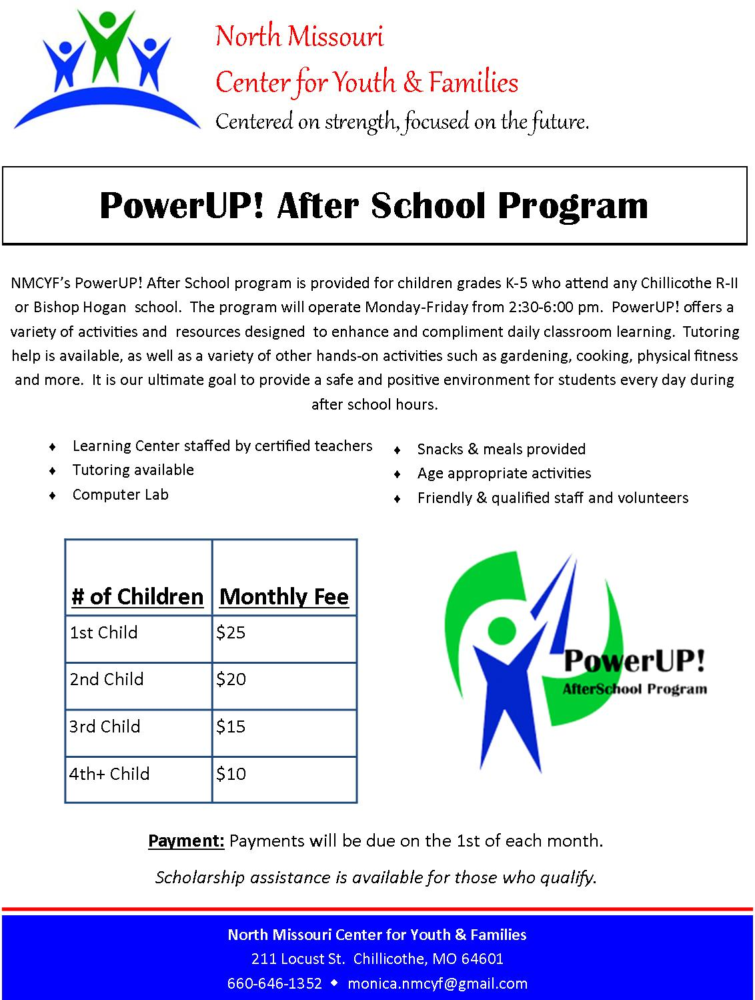 North Missouri
Center for Youth & Families
Centered on strength, focused on the future.
PowerUP! After School Program
NMCYF’s PowerUP! After School program is provided for children grades K-5 who attend any Chillicothe R-II
or Bishop Hogan school. The program will operate Monday-Friday from 2:30-6:00 pm. PowerUP! offers a
variety of activities and resources designed to enhance and compliment daily classroom learning. Tutoring
help is available, as well as a variety of other hands-on activities such as gardening, cooking, physical fitness
and more. It is our ultimate goal to provide a safe and positive environment for students every day during
after school hours.
♦ Learning Center staffed by certified teachers
♦ Tutoring available
♦ Computer Lab
♦ Snacks & meals provided
♦ Age appropriate activities
♦ Friendly & qualified staff and volunteers
# of Children Monthly Fee
1st Child $25
2nd Child $20
3rd Child $15
4th+ Child $10
PowerUP!
AfterSchool Program
Payment: Payments will be due on the 1st of each month.
Scholarship assistance is available for those who qualify.
North Missouri Center for Youth & Families
211 Locust St. Chillicothe, MO 64601
660-646-1352 ◆ monica.nmcyf@gmail.com